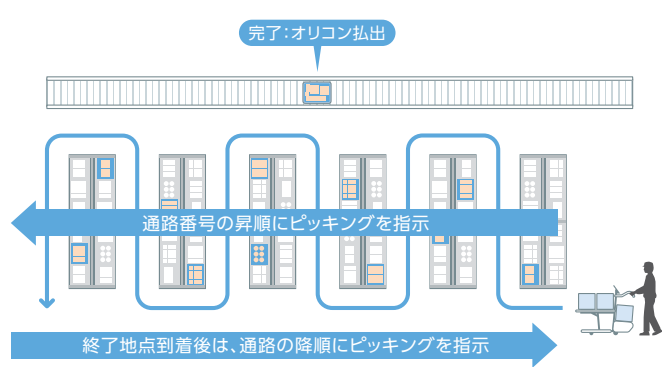 完了:オリコン払出
通路番号の昇順にピッキングを指示
終了地点到着後は、通路の降順にピッキングを指示